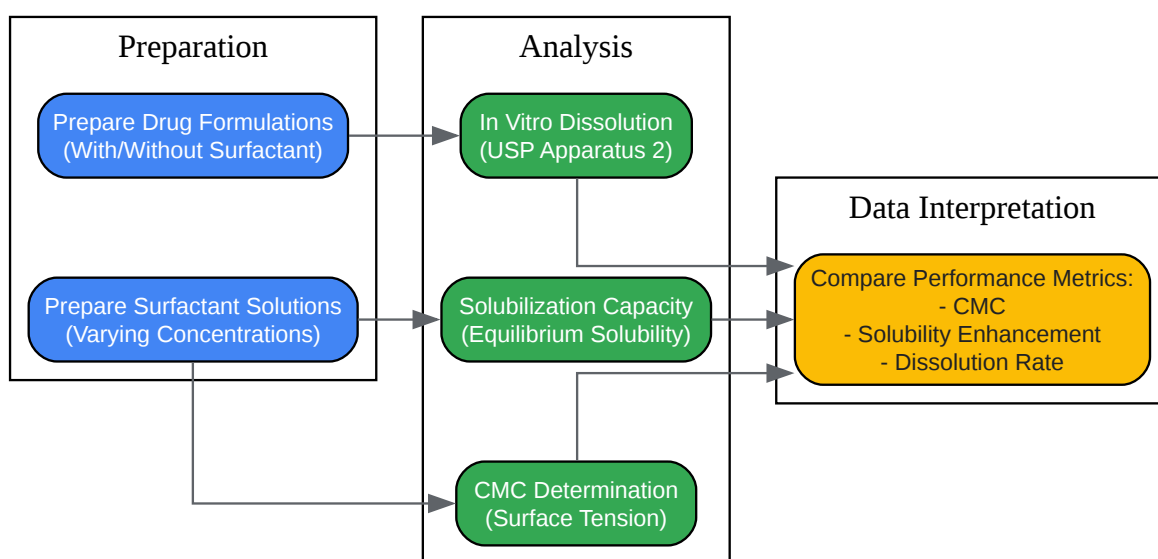 Preparation
Prepare Drug Formulations
(With/Without Surfactant)
Prepare Surfactant Solutions
(Varying Concentrations)
Analysis
In Vitro Dissolution
(USP Apparatus 2)
Solubilization Capacity
(Equilibrium Solubility)
CMC Determination
(Surface Tension)
Data Interpretation
Compare Performance Metrics:
- CMC
- Solubility Enhancement
- Dissolution Rate